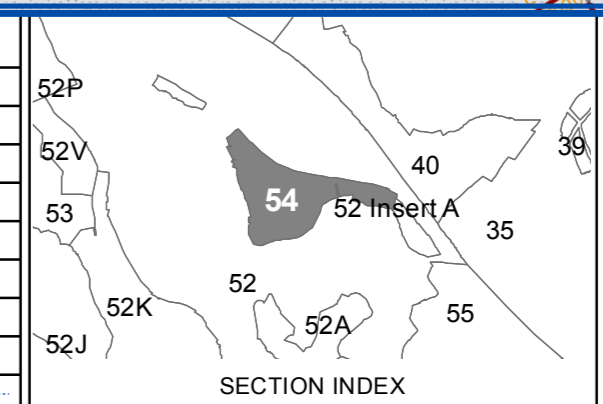 52P
52V
39
40
54
52 Insert A
53
35
52
52K
55
52A
52J
SECTION INDEX